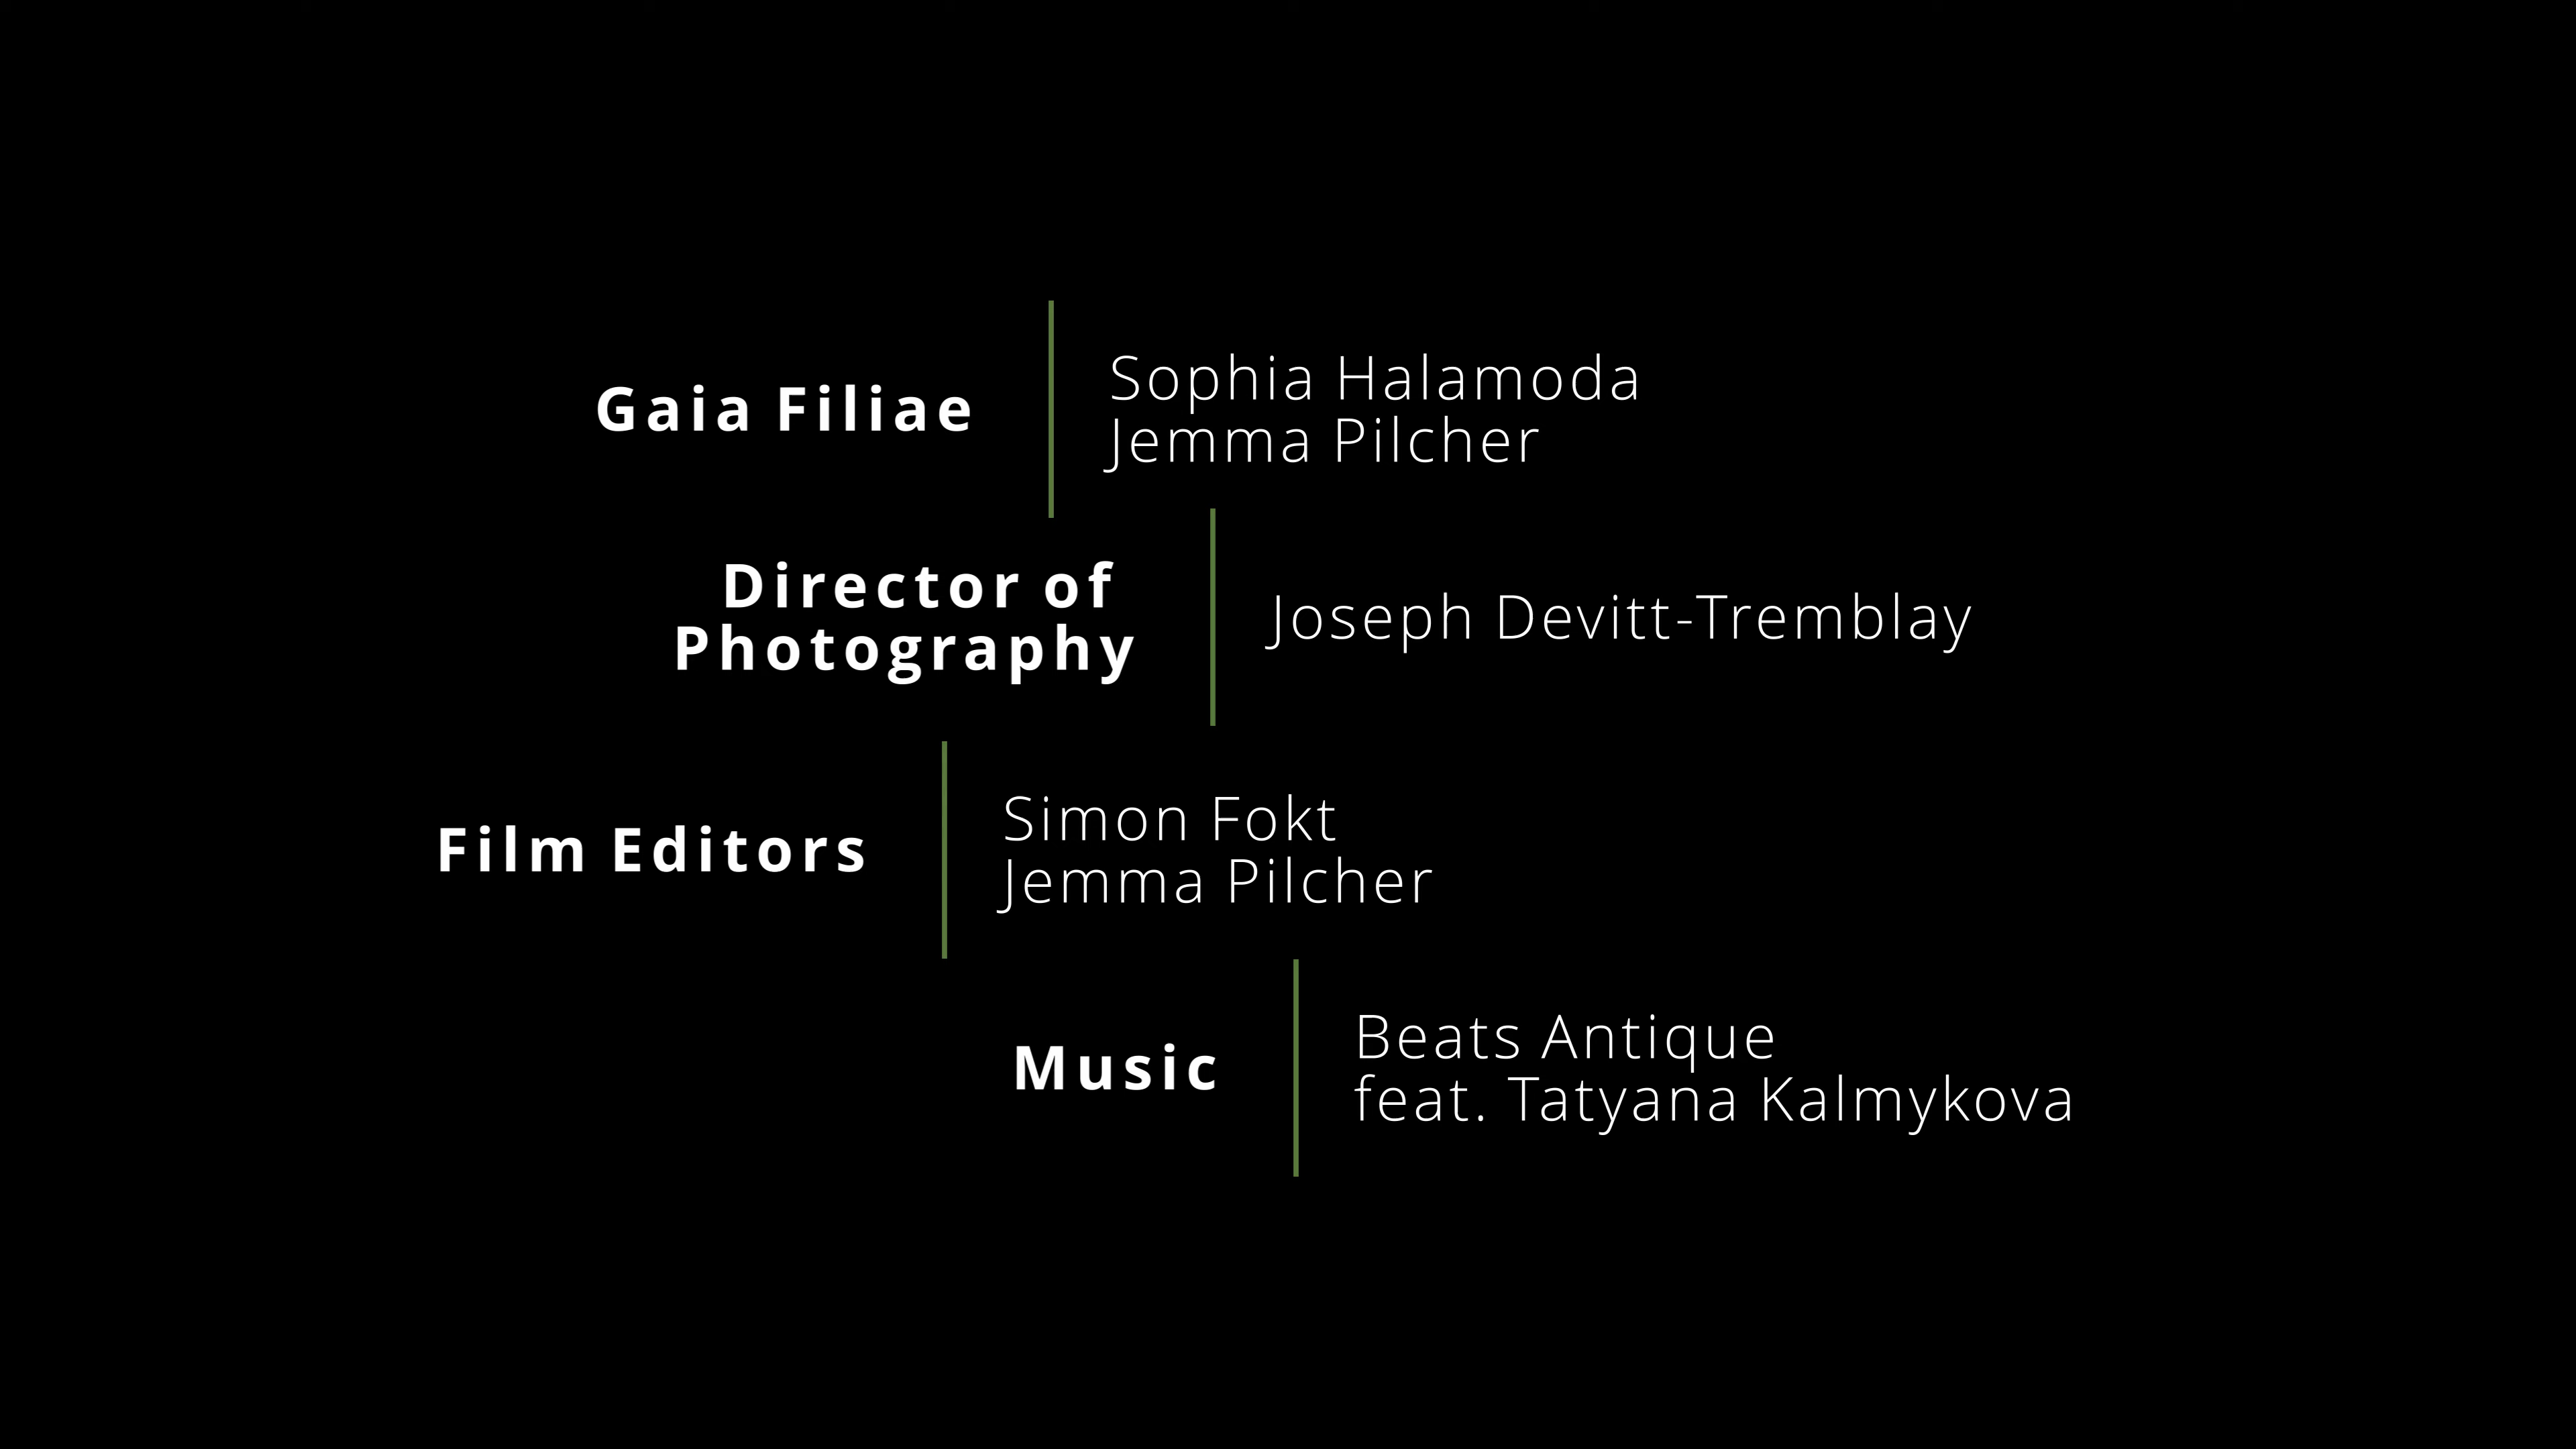 Gaia Filiae
Sophia Halamoda
Jemma Pilcher
Director of
Photography
Joseph Devitt-Tremblay
Film Editors
Simon Fokt
Jemma Pilcher
Music
Beats Antique
feat. Tatyana Kalmykova